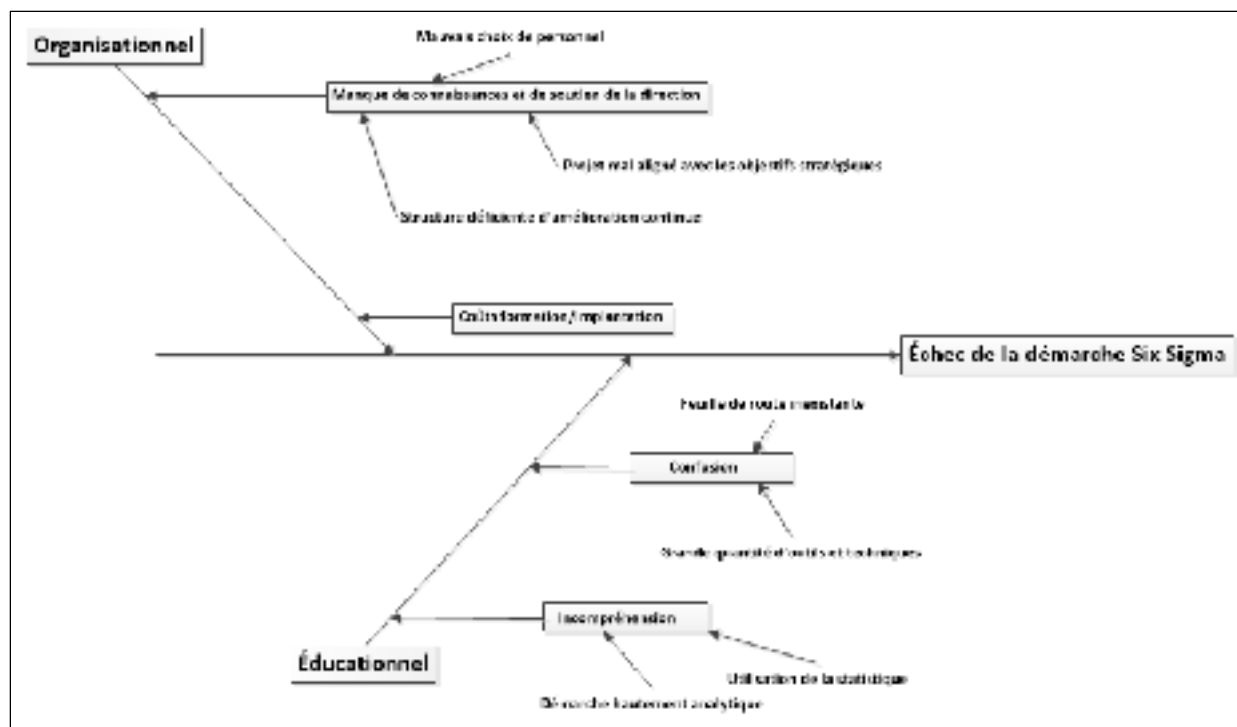 Mauvais choix de personnel
Organisationnel
Manque de connaissances et de soutien de la direction
Projet mal aligné avec les objectifs stratégiques
Structure déficiente d'amélioration continue
Coût formation/implantation
Échec de la démarche Six Sigma
Feuille de route inexistante
Confusion
Grande quantité d'outils et techniques
Incompréhension
Éducationnel
Utilisation de la statistique
Démarche hautement analytique